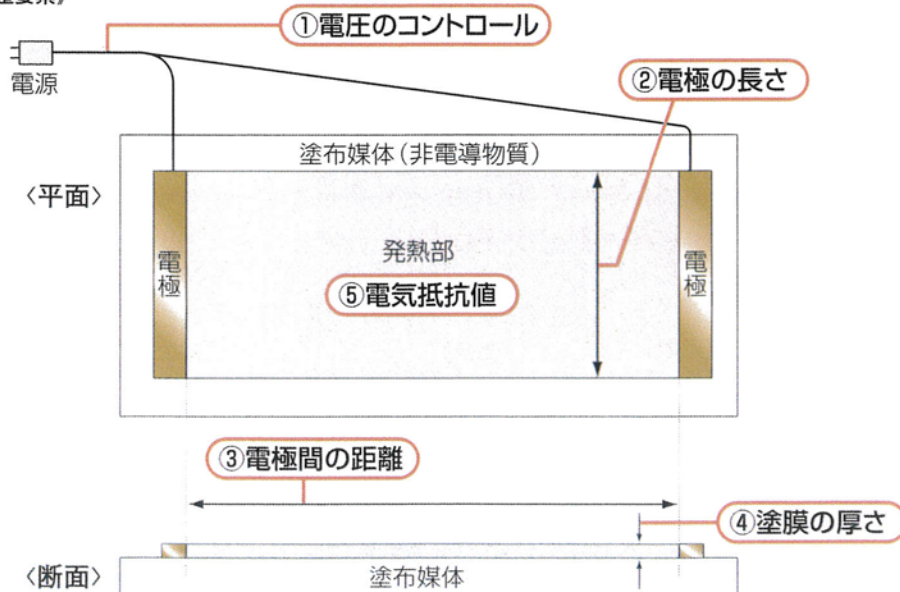 ①電圧のコントロール
電源
②電極の長さ
塗布媒体(非電導物質)
〈平面〉
電極
発熱部
電極
⑤電気抵抗値
③電極間の距離
④塗膜の厚さ
〈断面〉
塗布媒体